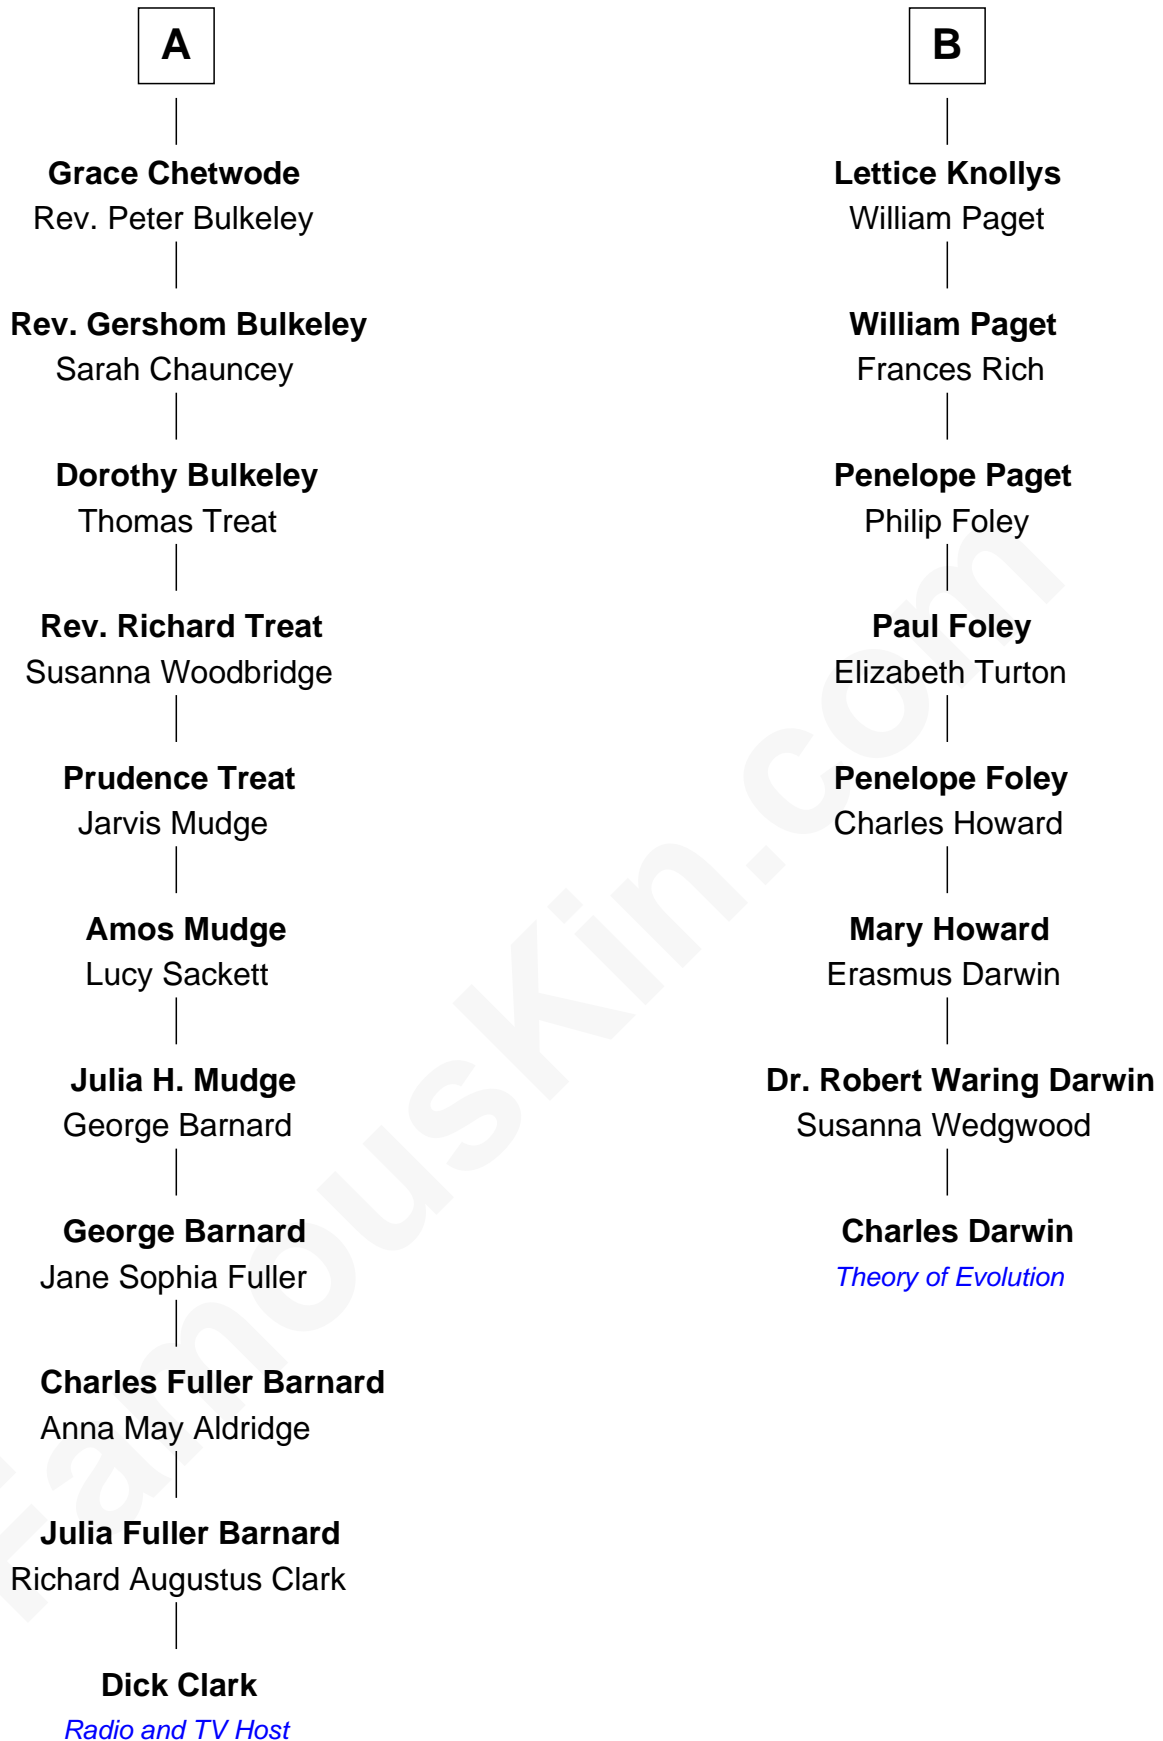 A
Grace Chetwode
Rev. Peter Bulkeley
Rev. Gershom Bulkeley
Sarah Chauncey
Dorothy Bulkeley
Thomas Treat
Rev. Richard Treat
Susanna Woodbridge
Prudence Treat
Jarvis Mudge
Amos Mudge
Lucy Sackett
Julia H. Mudge
George Barnard
George Barnard
Jane Sophia Fuller
Charles Fuller Barnard
Anna May Aldridge
Julia Fuller Barnard
Richard Augustus Clark
Dick Clark
Radio and TV Host
B
Lettice Knollys
William Paget
William Paget
Frances Rich
Penelope Paget
Philip Foley
Paul Foley
Elizabeth Turton
Penelope Foley
Charles Howard
Mary Howard
Erasmus Darwin
Dr. Robert Waring Darwin
Susanna Wedgwood
Charles Darwin
Theory of Evolution
FamousKin.com